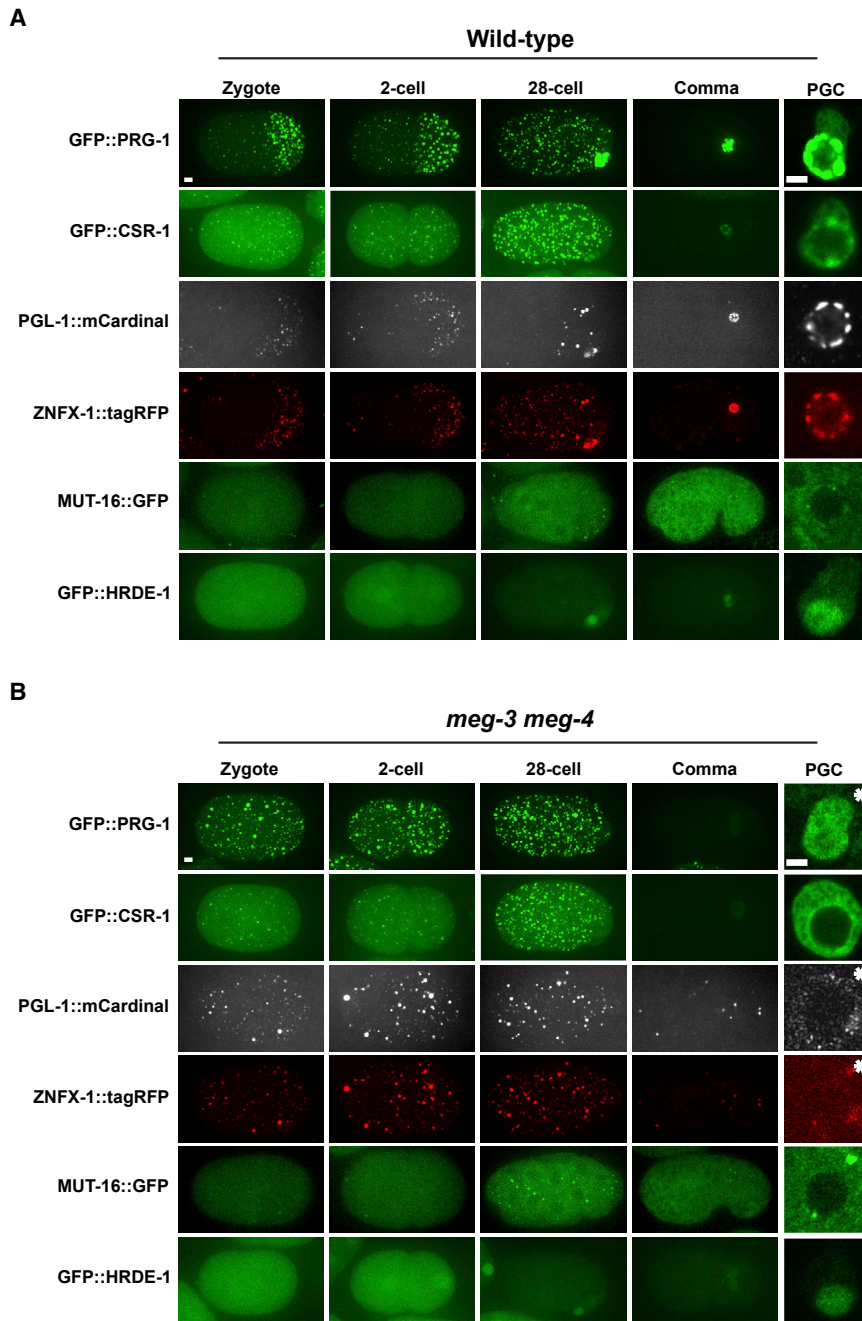 A
Wild-type
Zygote 2-cell 28-cell Comma PGC
GFP::PRG-1
GFP::CSR-1
PGL-1::mCardinal
ZNFX-1::tagRFP
MUT-16::GFP
GFP::HRDE-1
B
meg-3 meg-4
Zygote 2-cell 28-cell Comma PGC
GFP::PRG-1
GFP::CSR-1
PGL-1::mCardinal
ZNFX-1::tagRFP
MUT-16::GFP
GFP::HRDE-1